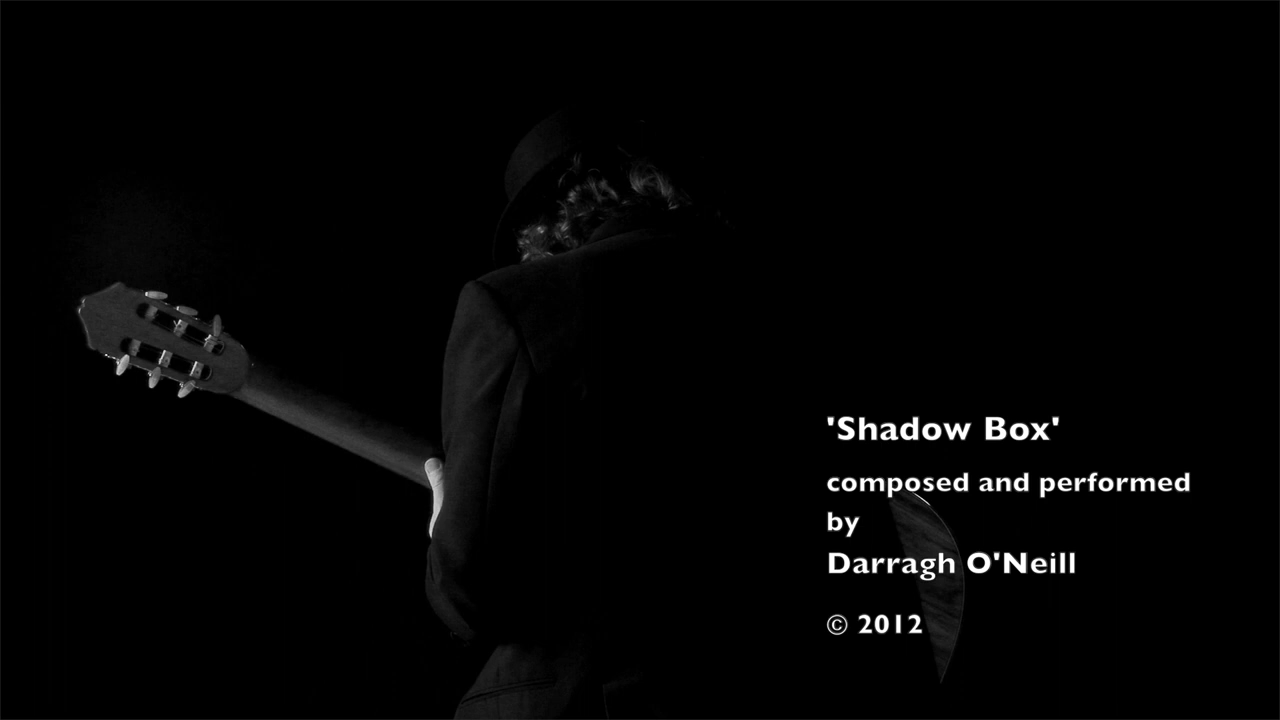 'Shadow Box'
composed and performed
by
Darragh O'Neill
© 2012